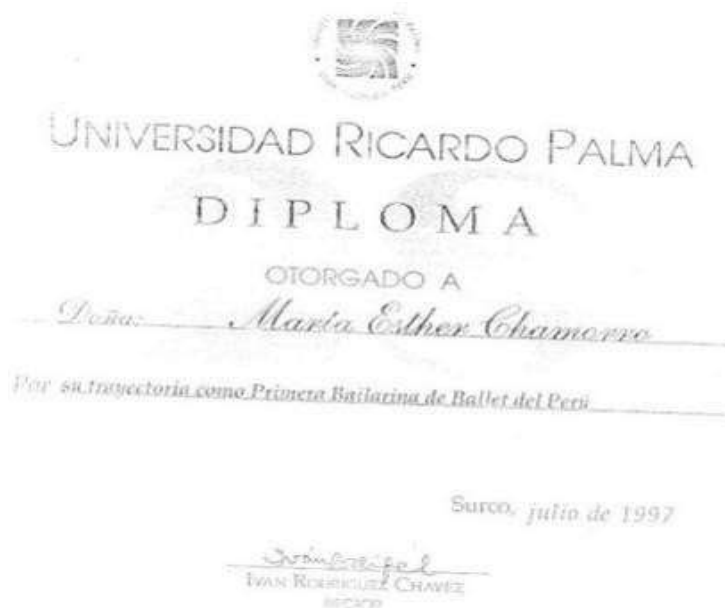 UNIVERSIDAD RICARDO PALMA
DIPLOMA
OTORGADO A
Doña: María Esther Chamorro
Por su trayectoria como Primera Bailarina de Ballet del Perú
Surco, julio de 1997
IVAN RODRIGUEZ CHAVEZ
RECTOR